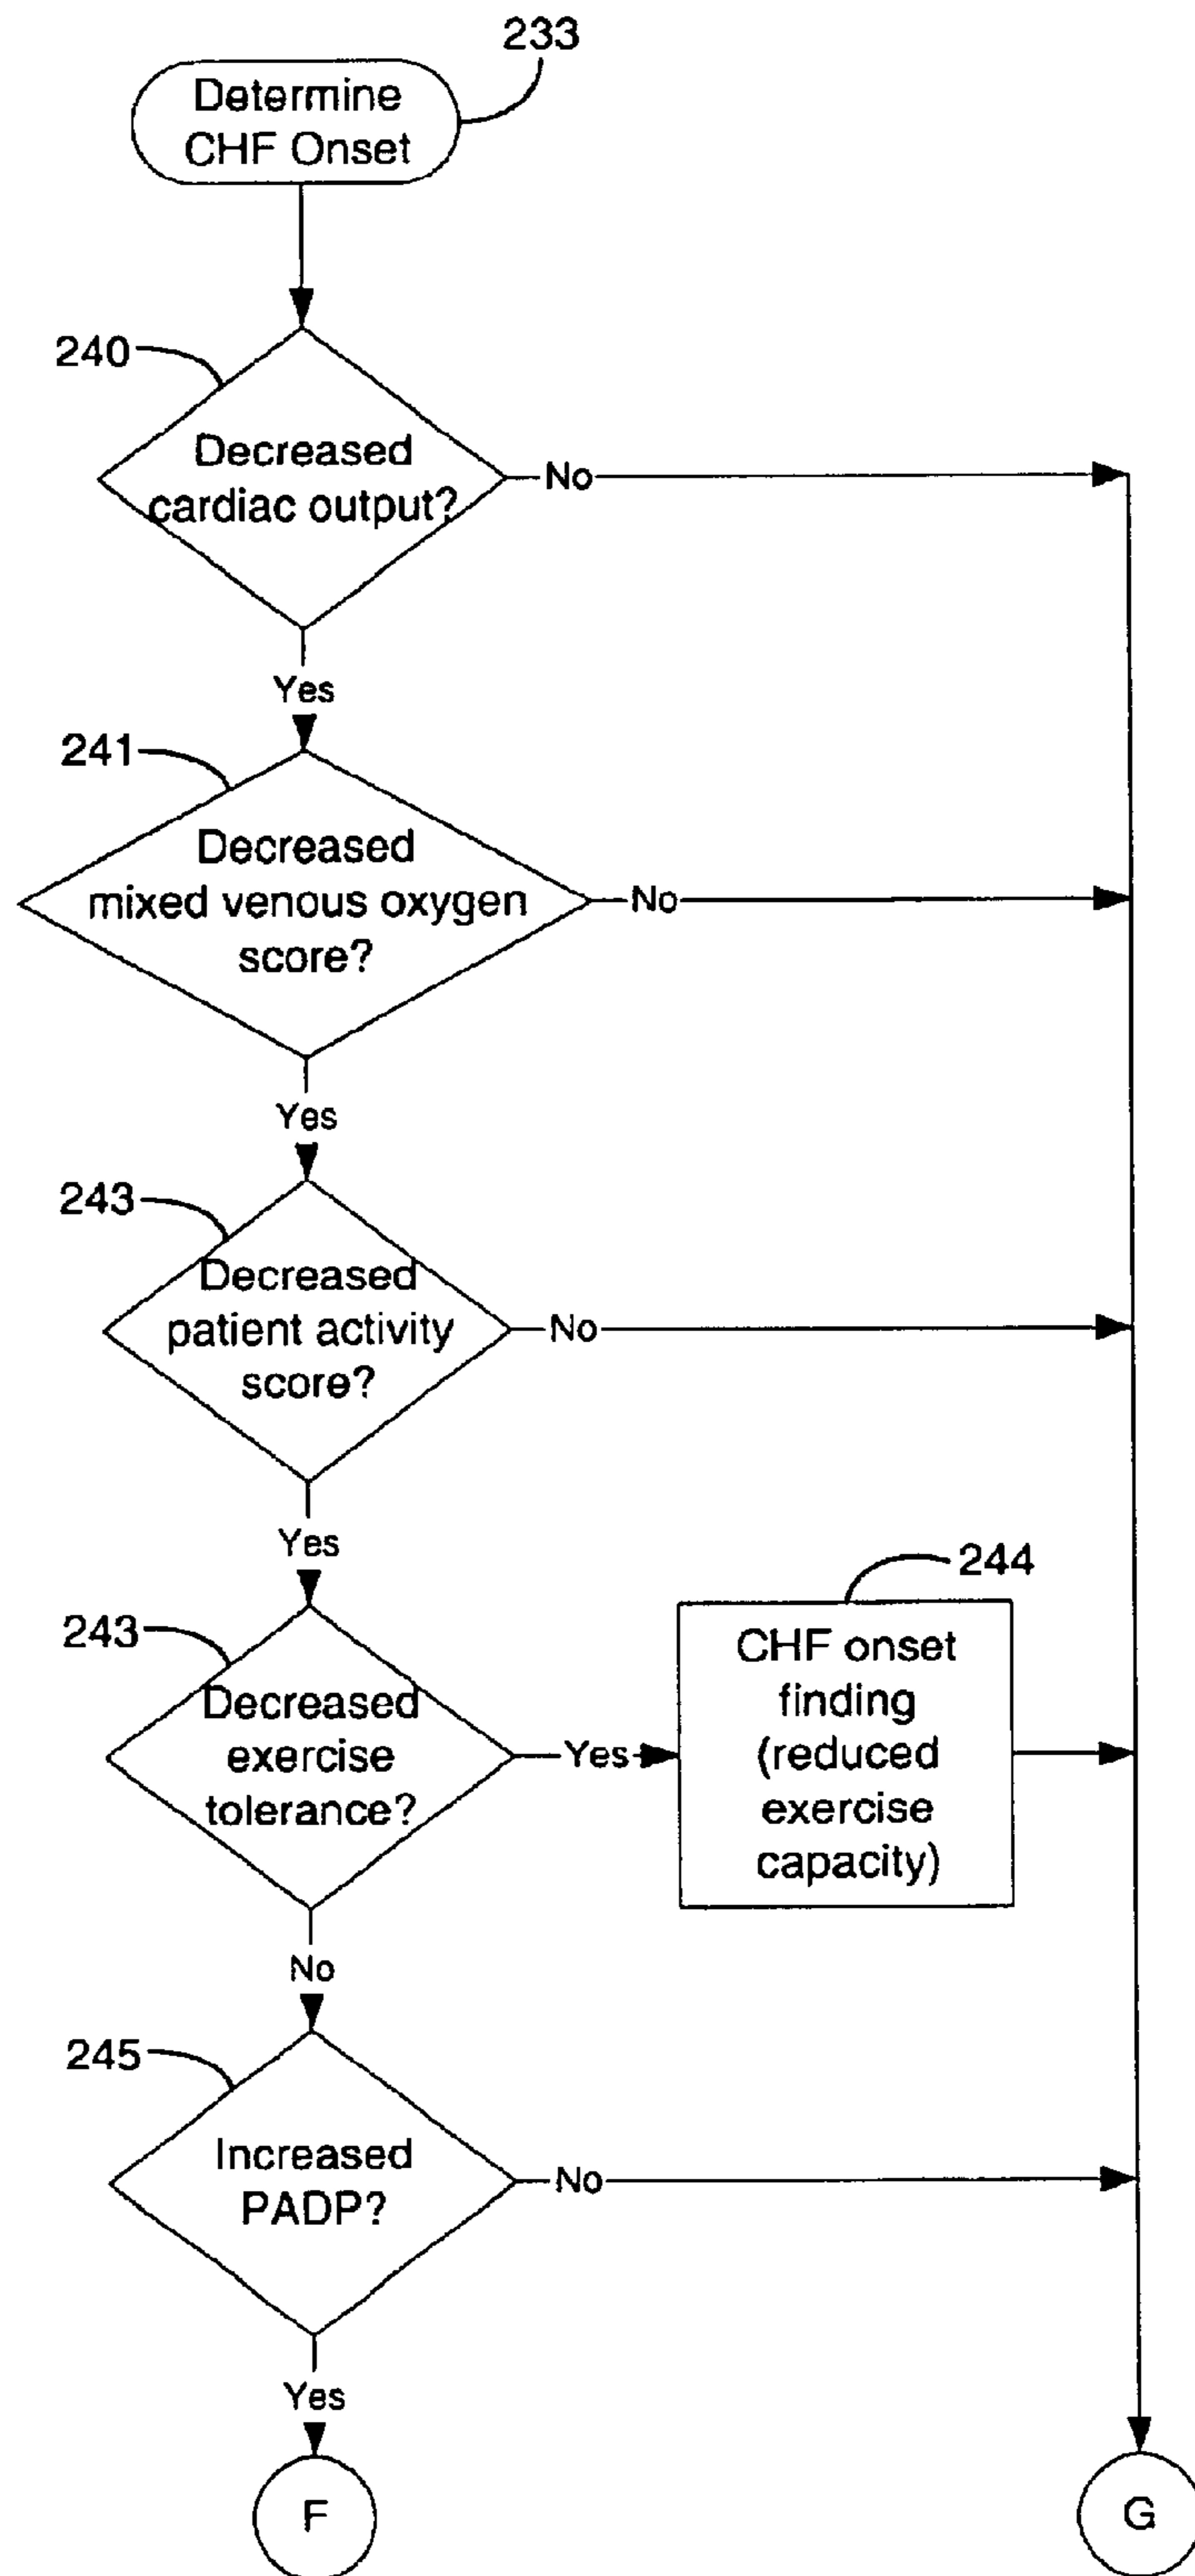 233
Determine
CHF Onset
240
Decreased
cardiac output?
No
Yes
241
Decreased
mixed venous oxygen
score?
No
Yes
243
Decreased
patient activity
score?
No
Yes
243
Decreased
exercise
tolerance?
Yes
244
CHF onset
finding
(reduced
exercise
capacity)
No
245
Increased
PADP?
No
Yes
F
G